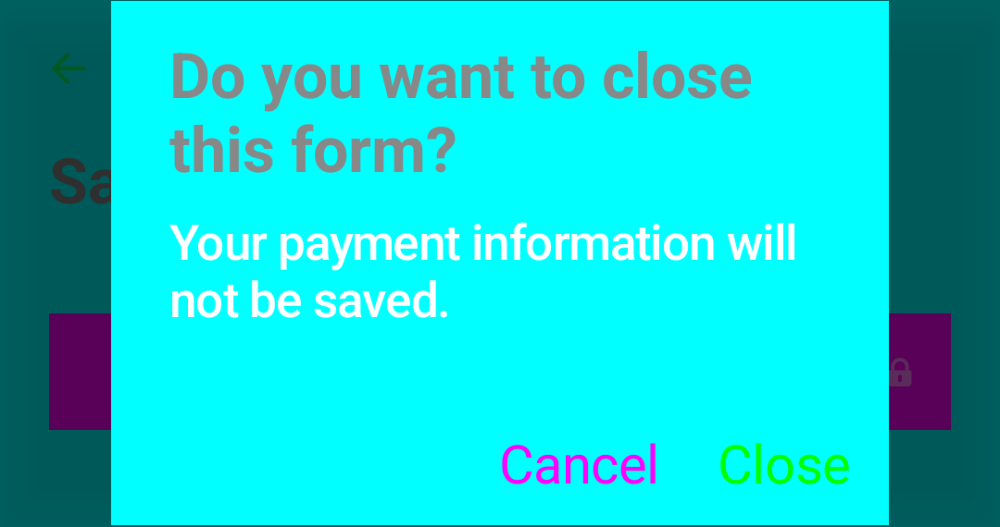 Do you want to close
this form?
Your payment information will
not be saved.
Cancel Close